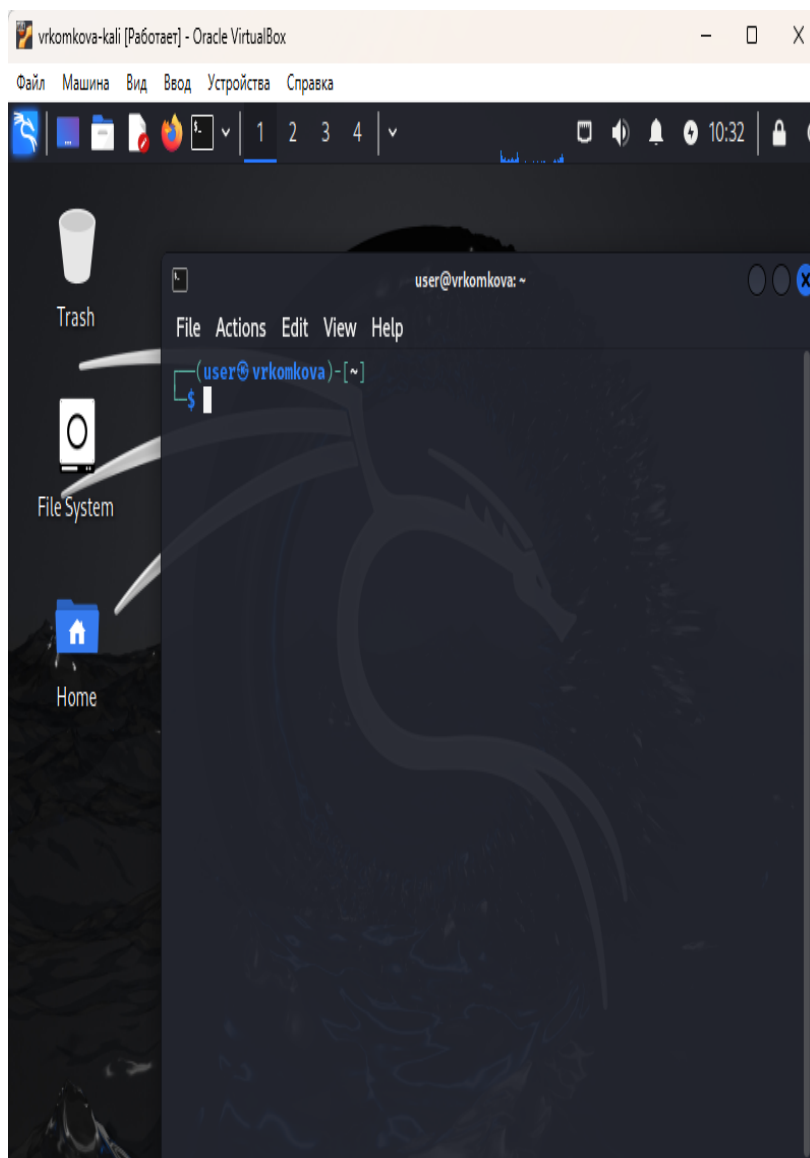 vrkomkova-kali [Работает] - Oracle VirtualBox
Файл Машина Вид Ввод Устройства Справка
1 2 3 4 10:32
Trash
user@vrkomkova: ~
File Actions Edit View Help
(user㉿vrkomkova)-[~]
$
File System
Home